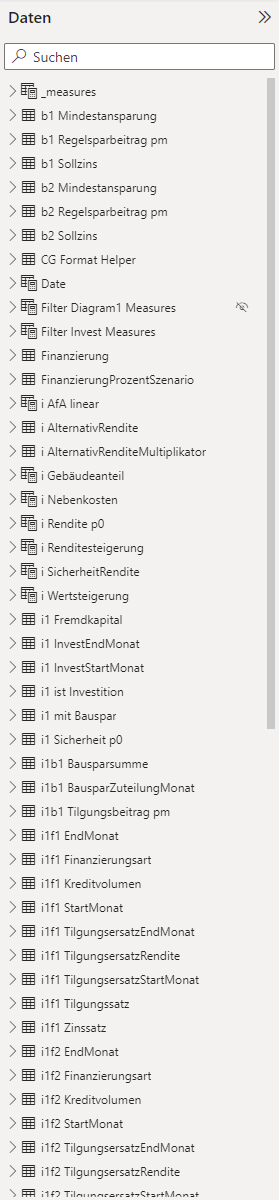 Daten
Suchen
_measures
b1 Mindestansparung
b1 Regelsparbeitrag pm
b1 Sollzins
b2 Mindestansparung
b2 Regelsparbeitrag pm
b2 Sollzins
CG Format Helper
Date
Filter Diagram1 Measures
Filter Invest Measures
Finanzierung
FinanzierungProzentSzenario
i AfA linear
i AlternativRendite
i AlternativRenditeMultiplikator
i Gebäudeanteil
i Nebenkosten
i Rendite p0
i Renditesteigerung
i SicherheitRendite
i Wertsteigerung
i1 Fremdkapital
i1 InvestEndMonat
i1 InvestStartMonat
i1 ist Investition
i1 mit Bauspar
i1 Sicherheit p0
i1b1 Bausparsumme
i1b1 BausparZuteilungMonat
i1b1 Tilgungsbeitrag pm
i1f1 EndMonat
i1f1 Finanzierungsart
i1f1 Kreditvolumen
i1f1 StartMonat
i1f1 TilgungsersatzEndMonat
i1f1 TilgungsersatzRendite
i1f1 TilgungsersatzStartMonat
i1f1 Tilgungssatz
i1f1 Zinssatz
i1f2 EndMonat
i1f2 Finanzierungsart
i1f2 Kreditvolumen
i1f2 StartMonat
i1f2 TilgungsersatzEndMonat
i1f2 TilgungsersatzRendite
i1f2 TilgungsersatzStartMonat